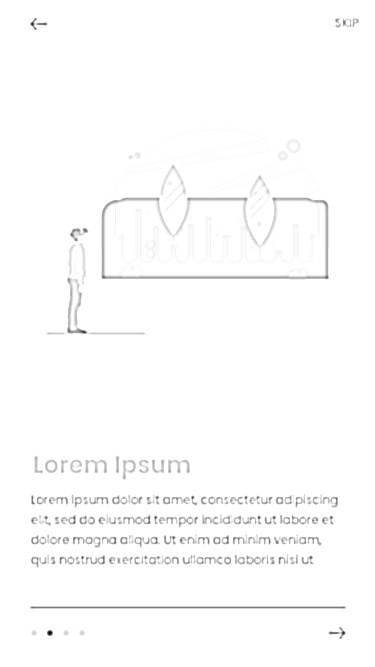 SKIP
Lorem Ipsum
Lorem Ipsum dolor sit amet, consectetur adipiscing
elit, sed do eiusmod tempor incididunt ut labore et
dolore magna aliqua. Ut enim ad minim veniam,
quis nostrud exercitation ullamco laboris nisi ut